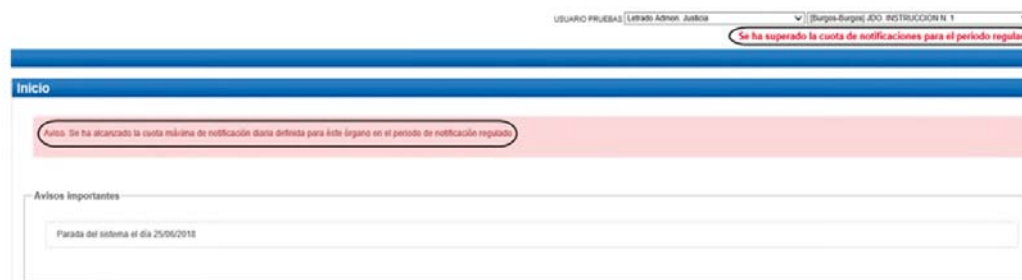 USUARIO PRUEBAS Letrado Admon. Justicia [Burgos-Burgos] JDO. INSTRUCCION N. 1
Se ha superado la cuota de notificaciones para el periodo regulad
Inicio
Aviso. Se ha alcanzado la cuota máxima de notificación diaria definida para éste órgano en el periodo de notificación regulado
Avisos importantes
Parada del sistema el día 25/06/2018